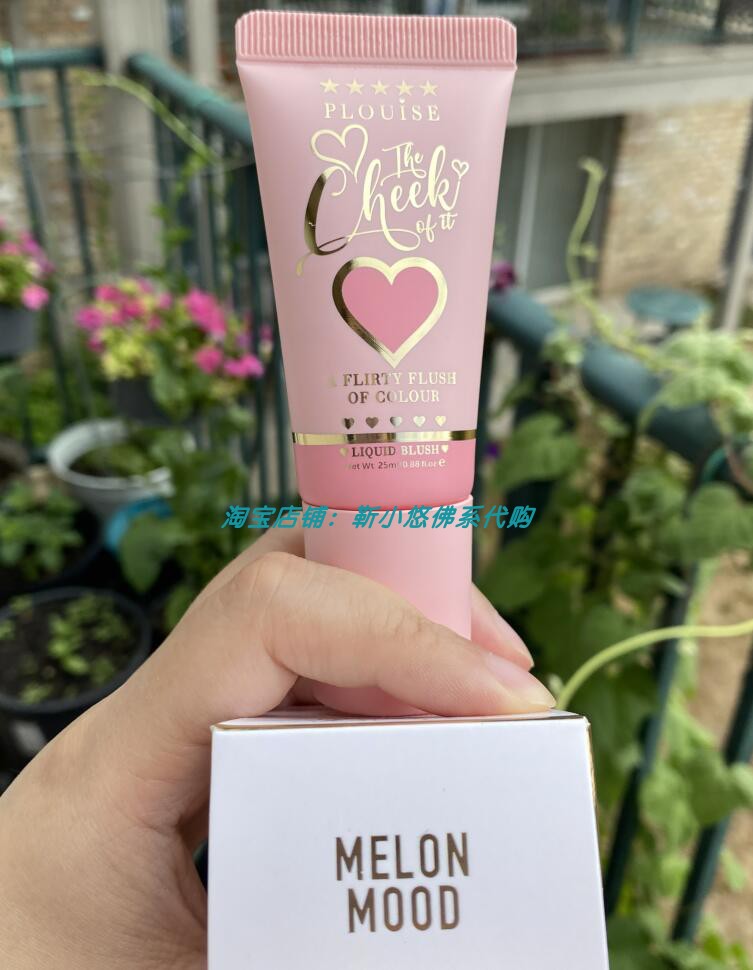 PLOUiSE
The
Cheek
of it
A FLIRTY FLUSH
OF COLOUR
LIQUID BLUSH
Net Wt 25ml 0.88 fl.oz e
淘宝店铺：靳小悠佛系代购
MELON
MOOD